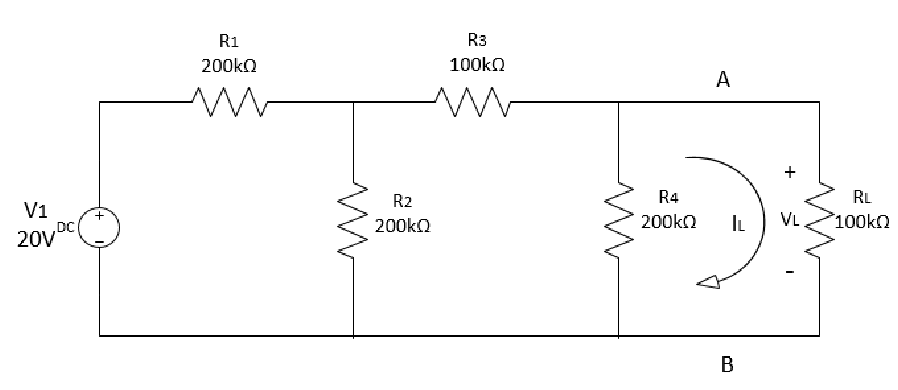 R1
200kΩ
R3
100kΩ
A
V1
20V
DC
+
–
R2
200kΩ
R4
200kΩ
IL
+
VL
-
RL
100kΩ
B